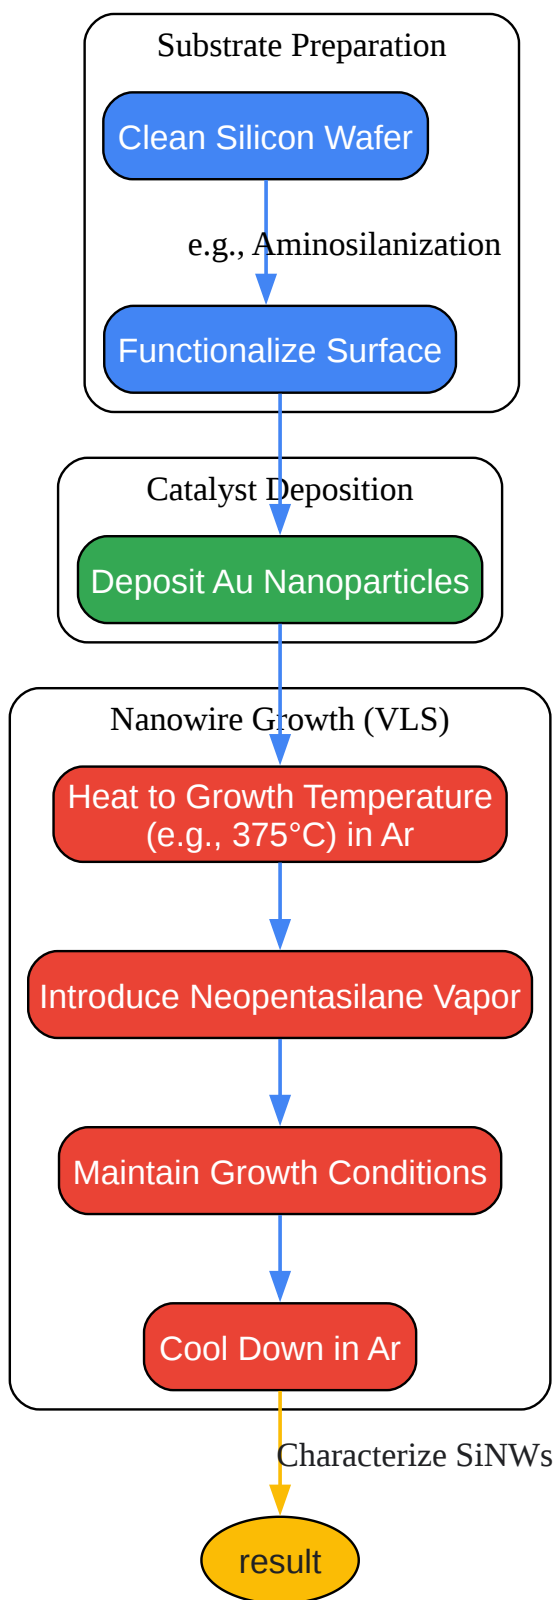 Substrate Preparation
Clean Silicon Wafer
e.g., Aminosilanization
Functionalize Surface
Catalyst Deposition
Deposit Au Nanoparticles
Nanowire Growth (VLS)
Heat to Growth Temperature
(e.g., 375°C) in Ar
Introduce Neopentasilane Vapor
Maintain Growth Conditions
Cool Down in Ar
Characterize SiNWs
result